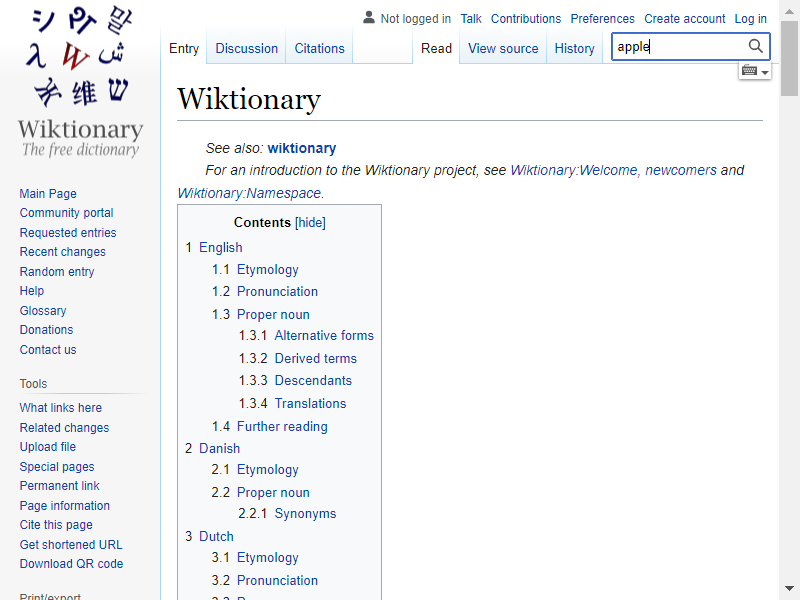 Not logged in Talk Contributions Preferences Create account Log in
Entry Discussion Citations Read View source History apple
シ Wiktionary
The free dictionary
Wiktionary
See also: wiktionary
For an introduction to the Wiktionary project, see Wiktionary:Welcome, newcomers and
Wiktionary:Namespace.
Main Page
Community portal
Requested entries
Recent changes
Random entry
Help
Glossary
Donations
Contact us
Tools
What links here
Related changes
Upload file
Special pages
Permanent link
Page information
Cite this page
Get shortened URL
Download QR code
Print/export
Contents [hide]
1 English
1.1 Etymology
1.2 Pronunciation
1.3 Proper noun
1.3.1 Alternative forms
1.3.2 Derived terms
1.3.3 Descendants
1.3.4 Translations
1.4 Further reading
2 Danish
2.1 Etymology
2.2 Proper noun
2.2.1 Synonyms
3 Dutch
3.1 Etymology
3.2 Pronunciation